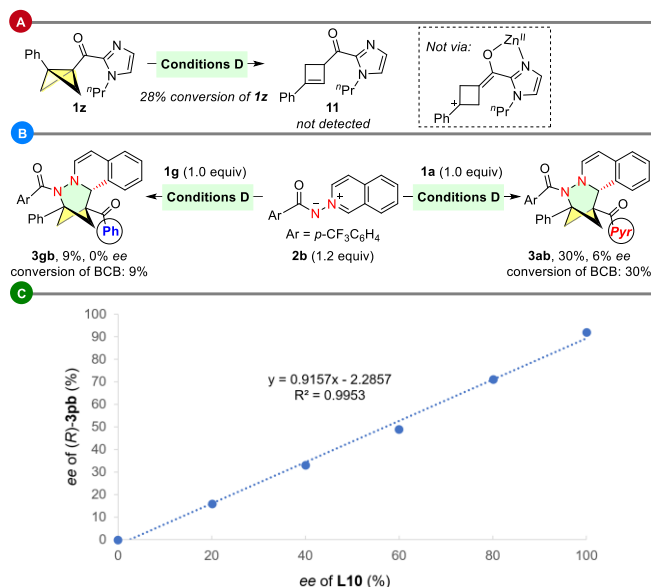 A
Ph
O
N
N
nPr
1z
Conditions D
28% conversion of 1z
O
N
N
nPr
Ph
11
not detected
Not via:
ZnII
O
N
N
nPr
+
Ph
B
O
Ar
N
N
Ph
O
Ph
3gb, 9%, 0% ee
conversion of BCB: 9%
1g (1.0 equiv)
Conditions D
O
Ar
N
−
N
+
Ar = p-CF3C6H4
2b (1.2 equiv)
1a (1.0 equiv)
Conditions D
O
Ar
N
N
Ph
O
Pyr
3ab, 30%, 6% ee
conversion of BCB: 30%
C
ee of (R)-3pb (%)
100
90
80
70
60
50
40
30
20
10
0
y = 0.9157x - 2.2857
R² = 0.9953
0 20 40 60 80 100
ee of L10 (%)